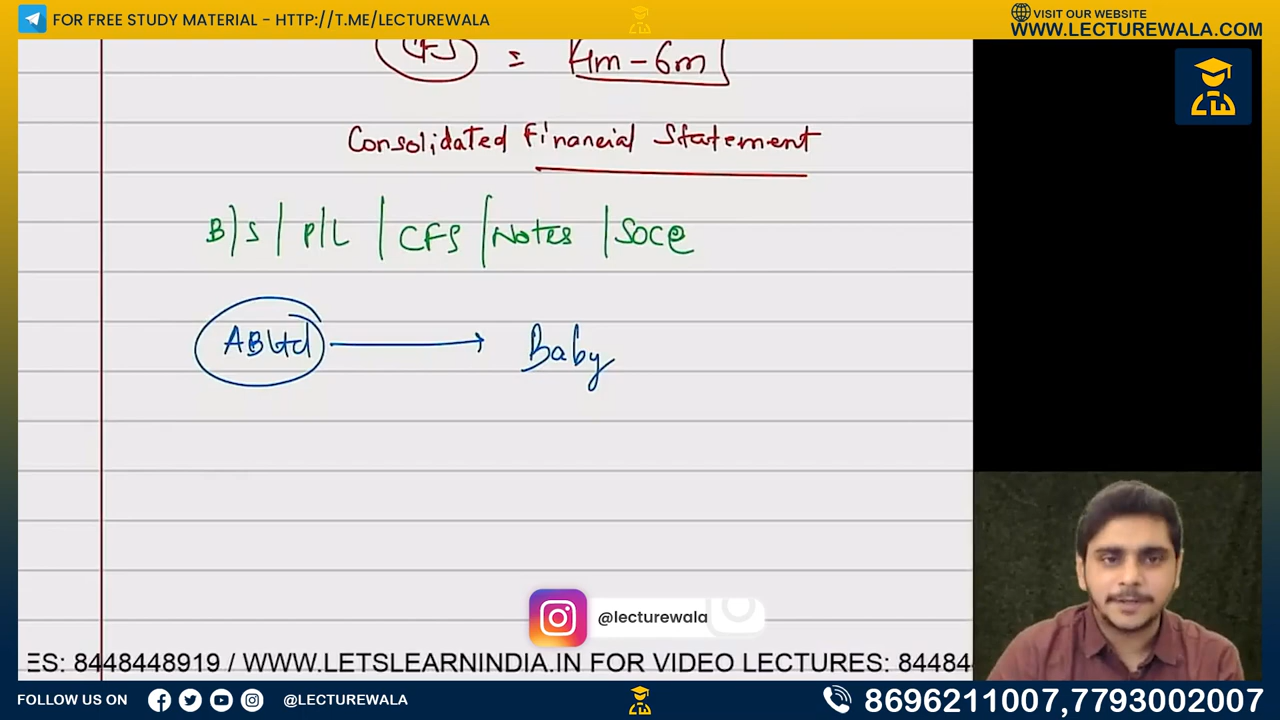 FOR FREE STUDY MATERIAL - HTTP://T.ME/LECTUREWALA
VISIT OUR WEBSITE
WWW.LECTUREWALA.COM
CFS = 4m - 6m
Consolidated Financial Statement
B/S / P/L / CFS / Notes / SOCE
AB Ltd → Baby
@lecturewala
ES: 8448448919 / WWW.LETSLEARNINDIA.IN FOR VIDEO LECTURES: 84484
FOLLOW US ON @LECTUREWALA 8696211007,7793002007